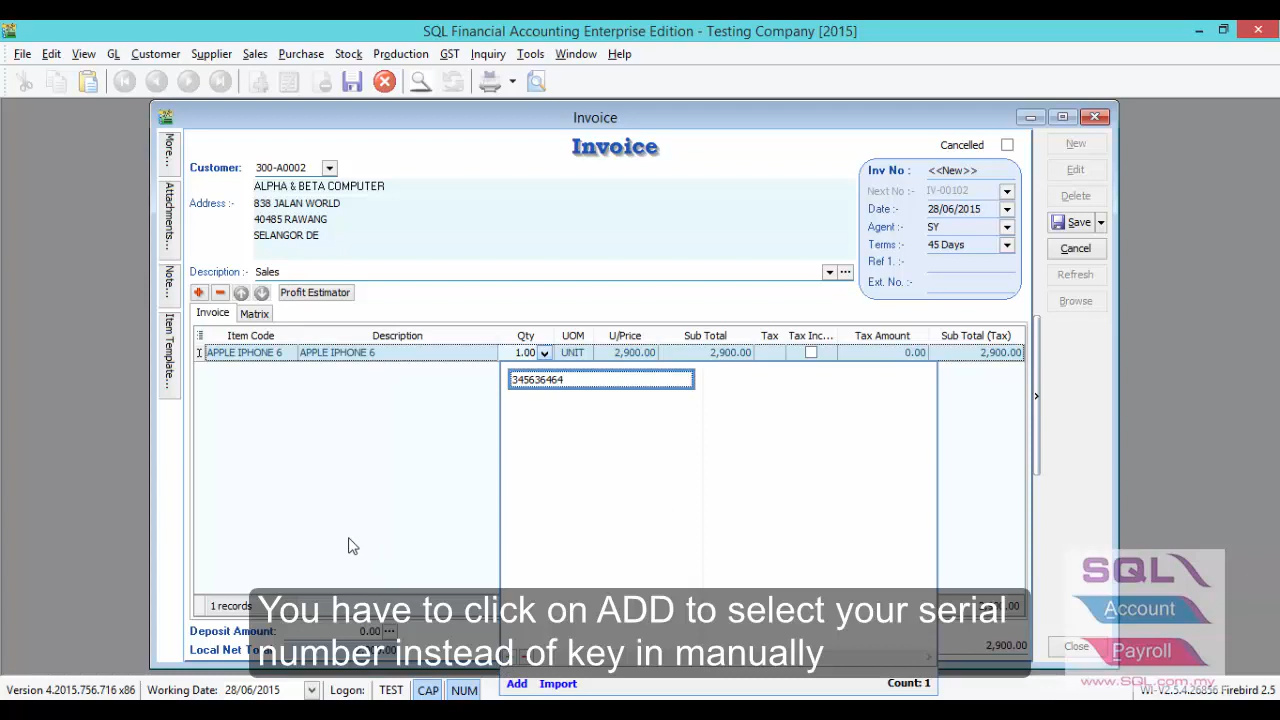 SQL Financial Accounting Enterprise Edition - Testing Company [2015]
File Edit View GL Customer Supplier Sales Purchase Stock Production GST Inquiry Tools Window Help
Invoice
Invoice
Cancelled
More...
Attachments...
Note...
Item Template...
Customer: 300-A0002
ALPHA & BETA COMPUTER
Address :- 838 JALAN WORLD
40485 RAWANG
SELANGOR DE
Description :- Sales
Inv No : <<New>>
Next No :- IV-00102
Date :- 28/06/2015
Agent :- SY
Terms :- 45 Days
Ref 1. :-
Ext. No. :-
New
Edit
Delete
Save
Cancel
Refresh
Browse
Profit Estimator
Invoice Matrix
Item Code Description Qty UOM U/Price Sub Total Tax Tax Inc... Tax Amount Sub Total (Tax)
APPLE IPHONE 6 APPLE IPHONE 6 1.00 UNIT 2,900.00 2,900.00 0.00 2,900.00
345636464
1 records
Deposit Amount: 0.00
Local Net
2,900.00
Close
You have to click on ADD to select your serial
number instead of key in manually
Add Import Count: 1
SQL
Account
Payroll
www.SQL.com.my
Version 4.2015.756.716 x86 Working Date: 28/06/2015 Logon: TEST CAP NUM Firebird 2.5